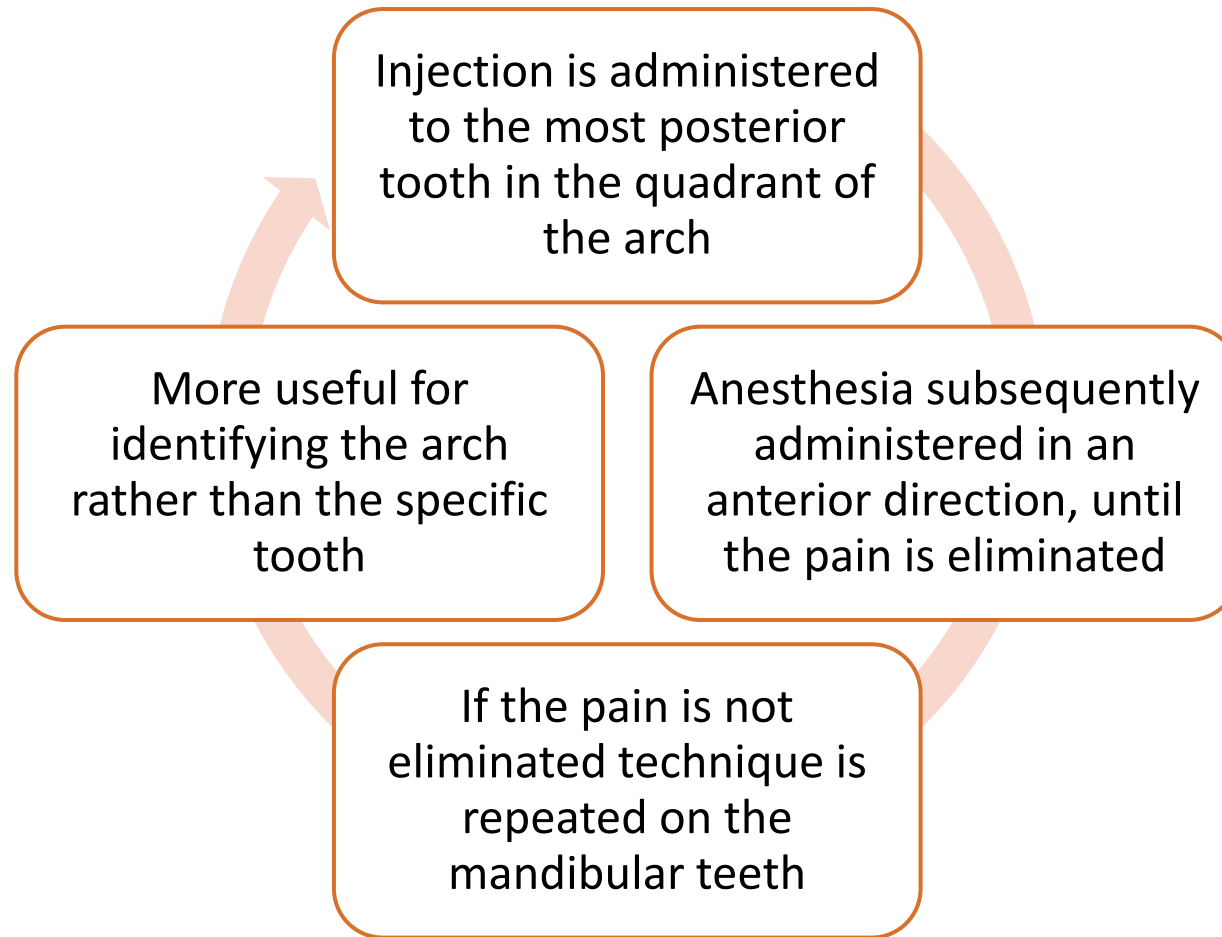 Injection is administered
to the most posterior
tooth in the quadrant of
the arch
Anesthesia subsequently
administered in an
anterior direction, until
the pain is eliminated
If the pain is not
eliminated technique is
repeated on the
mandibular teeth
More useful for
identifying the arch
rather than the specific
tooth